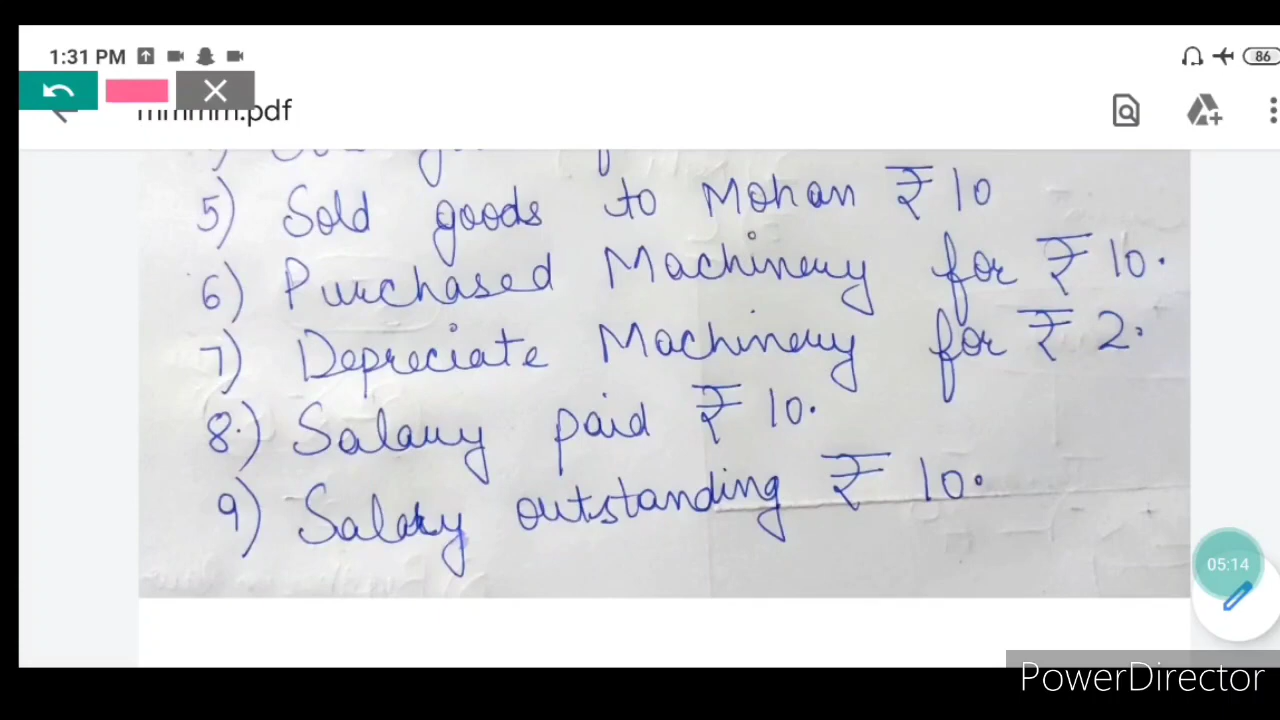 1:31 PM
86
mmmm.pdf
5) Sold goods to Mohan ₹ 10
6) Purchased Machinery for ₹ 10.
7) Depreciate Machinery for ₹ 2.
8.) Salary paid ₹ 10.
9) Salary outstanding ₹ 10.
05:14
PowerDirector